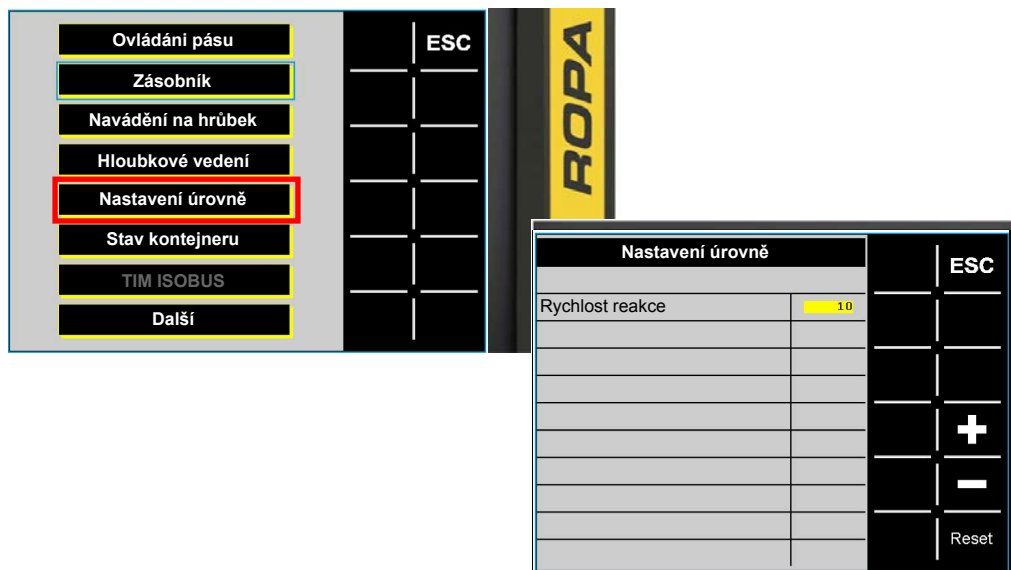 Ovládáni pásu
ESC
Zásobník
Navádění na hrůbek
Hloubkové vedení
Nastavení úrovně
Stav kontejneru
TIM ISOBUS
Další
ROPA
Nastavení úrovně
ESC
Rychlost reakce 10
Reset